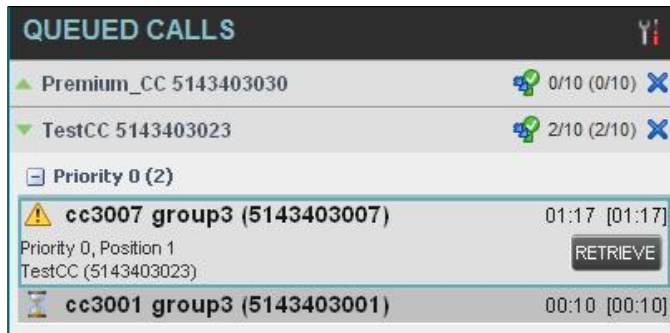 QUEUED CALLS
Premium_CC 5143403030 0/10 (0/10)
TestCC 5143403023 2/10 (2/10)
Priority 0 (2)
cc3007 group3 (5143403007) 01:17 [01:17]
Priority 0, Position 1 RETRIEVE
TestCC (5143403023)
cc3001 group3 (5143403001) 00:10 [00:10]